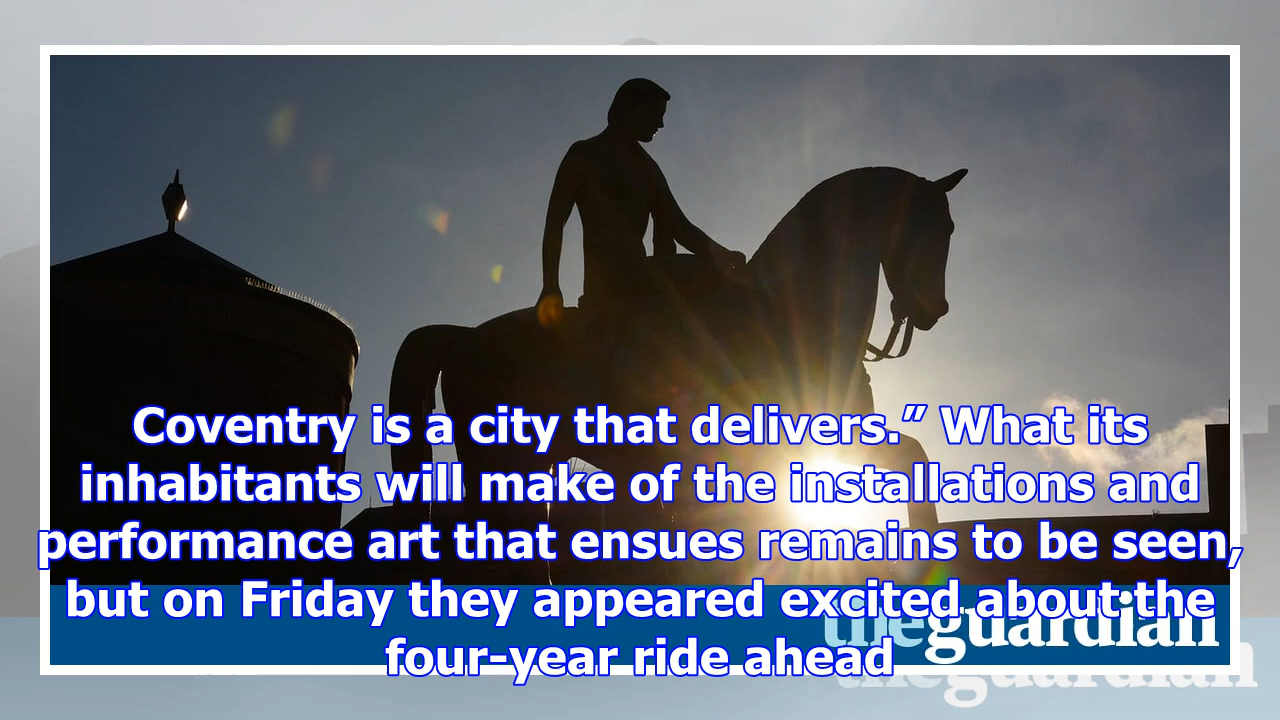 Coventry is a city that delivers.” What its
inhabitants will make of the installations and
performance art that ensues remains to be seen,
but on Friday they appeared excited about the
four-year ride ahead
theguardian
theguardian